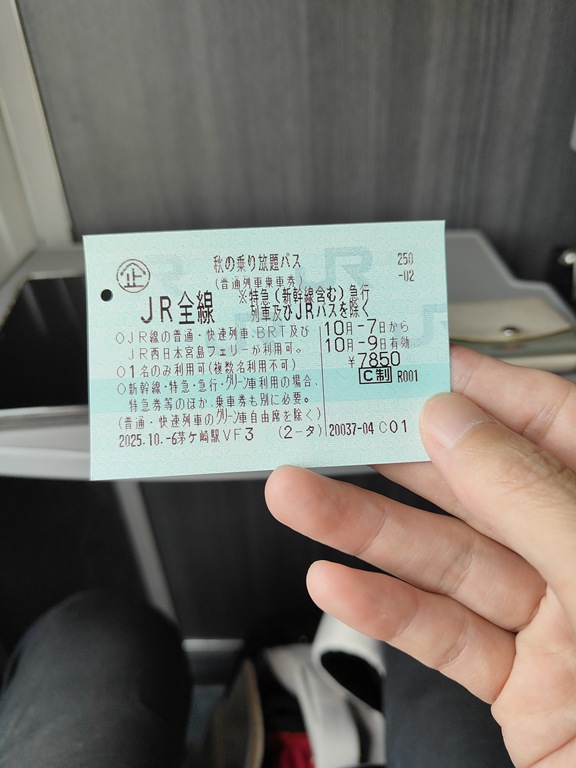 企
秋の乗り放題パス
(普通列車乗車券)
250
-02
JR全線
※特急(新幹線含む)急行
列車及びJRバスを除く
○JR線の普通・快速列車、BRT及び
JR西日本宮島フェリーが利用可。
○1名のみ利用可(複数名利用不可)
○新幹線・特急・急行・グリーン車利用の場合、
特急券等のほか、乗車券も別に必要。
(普通・快速列車のグリーン車自由席を除く)
10月-7日から
10月-9日有効
¥7850
C制 R001
2025.10.-6茅ケ崎駅VF3 (2-タ) 20037-04 C01
JR